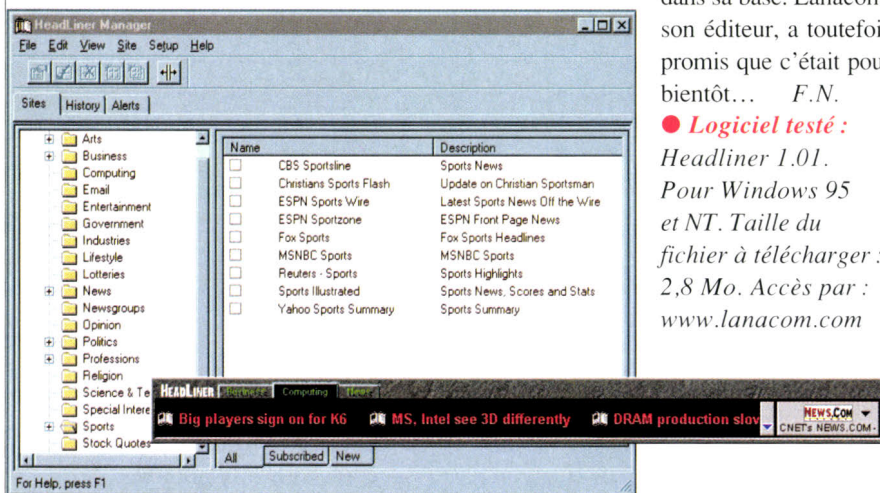 HeadLiner Manager
File Edit View Site Setup Help
Sites History Alerts
Arts
Business
Computing
Email
Entertainment
Government
Industries
Lifestyle
Lotteries
News
Newsgroups
Opinion
Politics
Professions
Religion
Science & Te
Special Intere
Sports
Stock Quotes
Name Description
CBS Sportsline Sports News
Christians Sports Flash Update on Christian Sportsman
ESPN Sports Wire Latest Sports News Off the Wire
ESPN Sportzone ESPN Front Page News
Fox Sports Fox Sports Headlines
MSNBC Sports MSNBC Sports
Reuters - Sports Sports Highlights
Sports Illustrated Sports News, Scores and Stats
Yahoo Sports Summary Sports Summary
HEADLINER Business Computing News
Big players sign on for K6 MS, Intel see 3D differently DRAM production slov
NEWS.COM
CNET's NEWS.COM -
All Subscribed New
For Help, press F1
son éditeur, a toutefoi
promis que c'était pou
bientôt… F.N.
● Logiciel testé :
Headliner 1.01.
Pour Windows 95
et NT. Taille du
fichier à télécharger :
2,8 Mo. Accès par :
www.lanacom.com